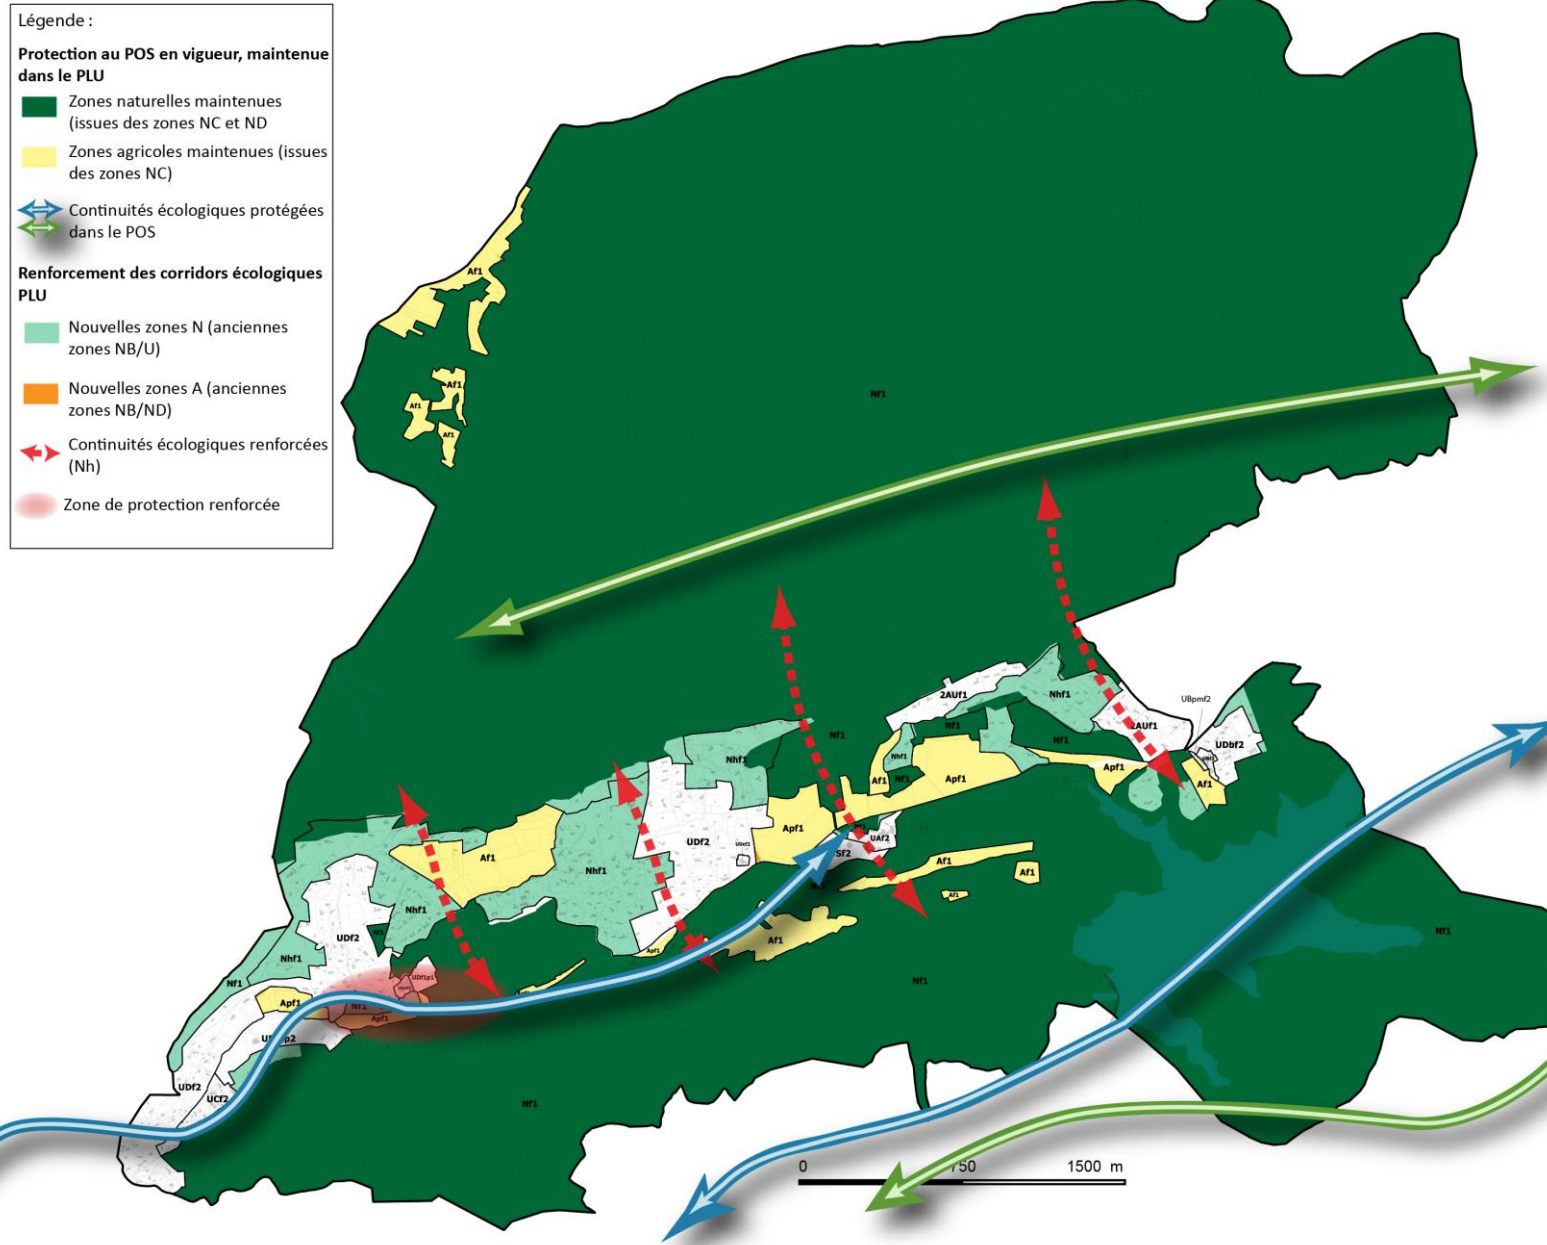 Légende :
Protection au POS en vigueur, maintenue
dans le PLU
Zones naturelles maintenues
(issues des zones NC et ND
Zones agricoles maintenues (issues
des zones NC)
Continuités écologiques protégées
dans le POS
Renforcement des corridors écologiques
PLU
Nouvelles zones N (anciennes
zones NB/U)
Nouvelles zones A (anciennes
zones NB/ND)
Continuités écologiques renforcées
(Nh)
Zone de protection renforcée
Af1
Af1
Af1
Af1
Nf1
2AUf1
Nhf1
UBpmf2
2AUf1
Nf1
Nf1
Nf1
UDbf2
Nhf1
Nhf1
Apf1
Af1
Nf1
Apf1
Af1
Apf1
UAf2
UDf2
Sf2
Af1
Af1
Nhf1
Af1
Af1
Nhf1
UDf2
Af1
Nf1
Apf1
Nhf1
UDf1p1
Nf1
Nf1
Apf1
Nf1
Apf1
UDf2
UCf2
Nf1
0
750
1500 m